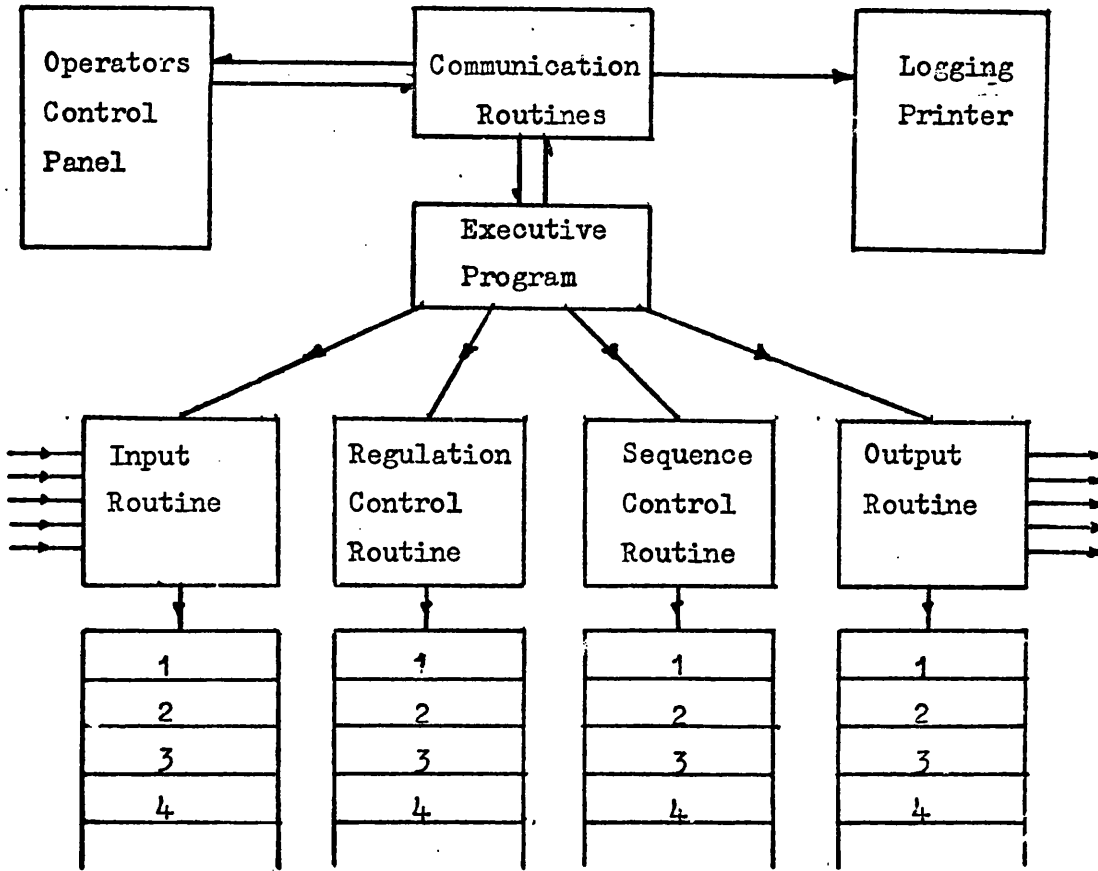 Operators
Control
Panel
Communication
Routines
Logging
Printer
Executive
Program
Input
Routine
Regulation
Control
Routine
Sequence
Control
Routine
Output
Routine
1
2
3
4
1
2
3
4
1
2
3
4
1
2
3
4